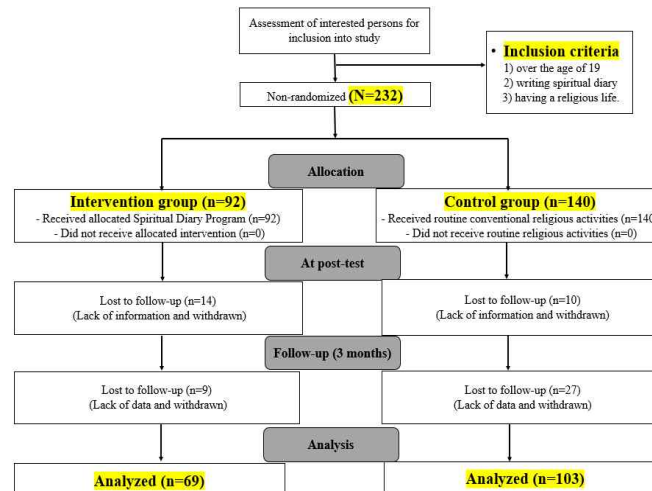 Assessment of interested persons for
inclusion into study
• Inclusion criteria
1) over the age of 19
2) writing spiritual diary
3) having a religious life.
Non-randomized (N=232)
Allocation
Intervention group (n=92)
- Received allocated Spiritual Diary Program (n=92)
- Did not receive allocated intervention (n=0)
Control group (n=140)
- Received routine conventional religious activities (n=140
- Did not receive routine religious activities (n=0)
At post-test
Lost to follow-up (n=14)
(Lack of information and withdrawn)
Lost to follow-up (n=10)
(Lack of information and withdrawn)
Follow-up (3 months)
Lost to follow-up (n=9)
(Lack of data and withdrawn)
Lost to follow-up (n=27)
(Lack of data and withdrawn)
Analysis
Analyzed (n=69)
Analyzed (n=103)